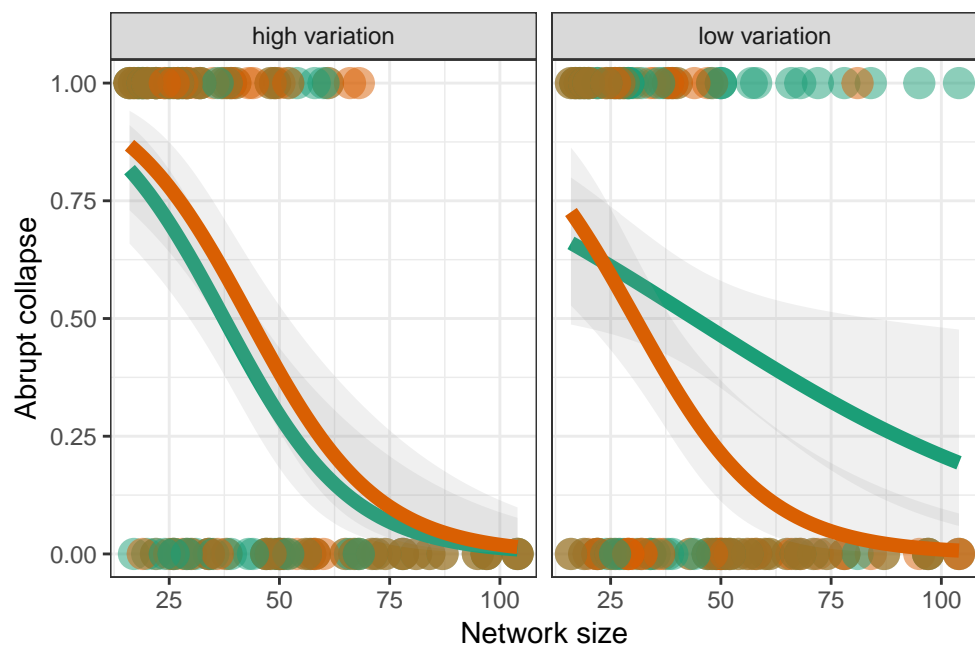 high variation
low variation
Abrupt collapse
1.00
0.75
0.50
0.25
0.00
25 50 75 100
25 50 75 100
Network size